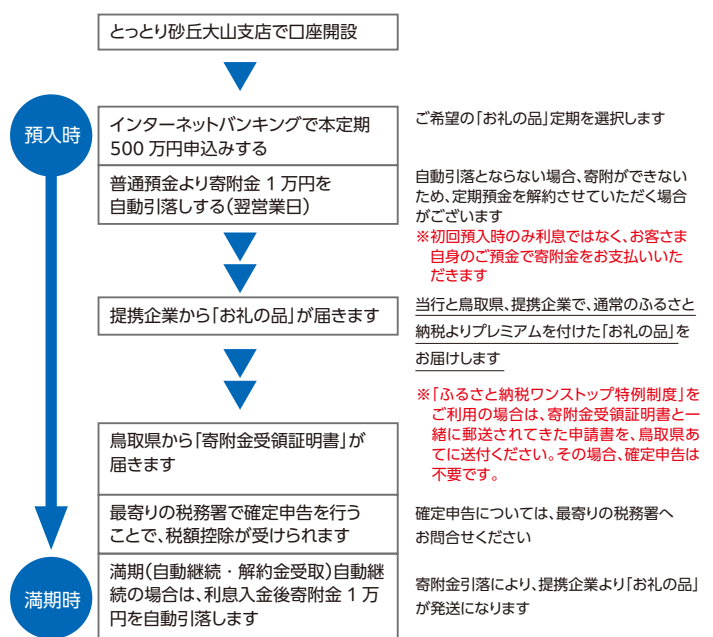 とっとり砂丘大山支店で口座開設
預入時
インターネットバンキングで本定期
500 万円申込みする
ご希望の「お礼の品」定期を選択します
普通預金より寄附金 1 万円を
自動引落しする(翌営業日)
自動引落とならない場合、寄附ができない
ため、定期預金を解約させていただく場合
がございます
※初回預入時のみ利息ではなく、お客さま
自身のご預金で寄附金をお支払いいた
だきます
提携企業から「お礼の品」が届きます
当行と鳥取県、提携企業で、通常のふるさと
納税よりプレミアムを付けた「お礼の品」を
お届けします
※「ふるさと納税ワンストップ特例制度」を
ご利用の場合は、寄附金受領証明書と一
緒に郵送されてきた申請書を、鳥取県あ
てに送付ください。その場合、確定申告は
不要です。
鳥取県から「寄附金受領証明書」が
届きます
最寄りの税務署で確定申告を行う
ことで、税額控除が受けられます
確定申告については、最寄りの税務署へ
お問合せください
満期時
満期(自動継続・解約金受取)自動継
続の場合は、利息入金後寄附金 1 万
円を自動引落します
寄附金引落により、提携企業より「お礼の品」
が発送になります